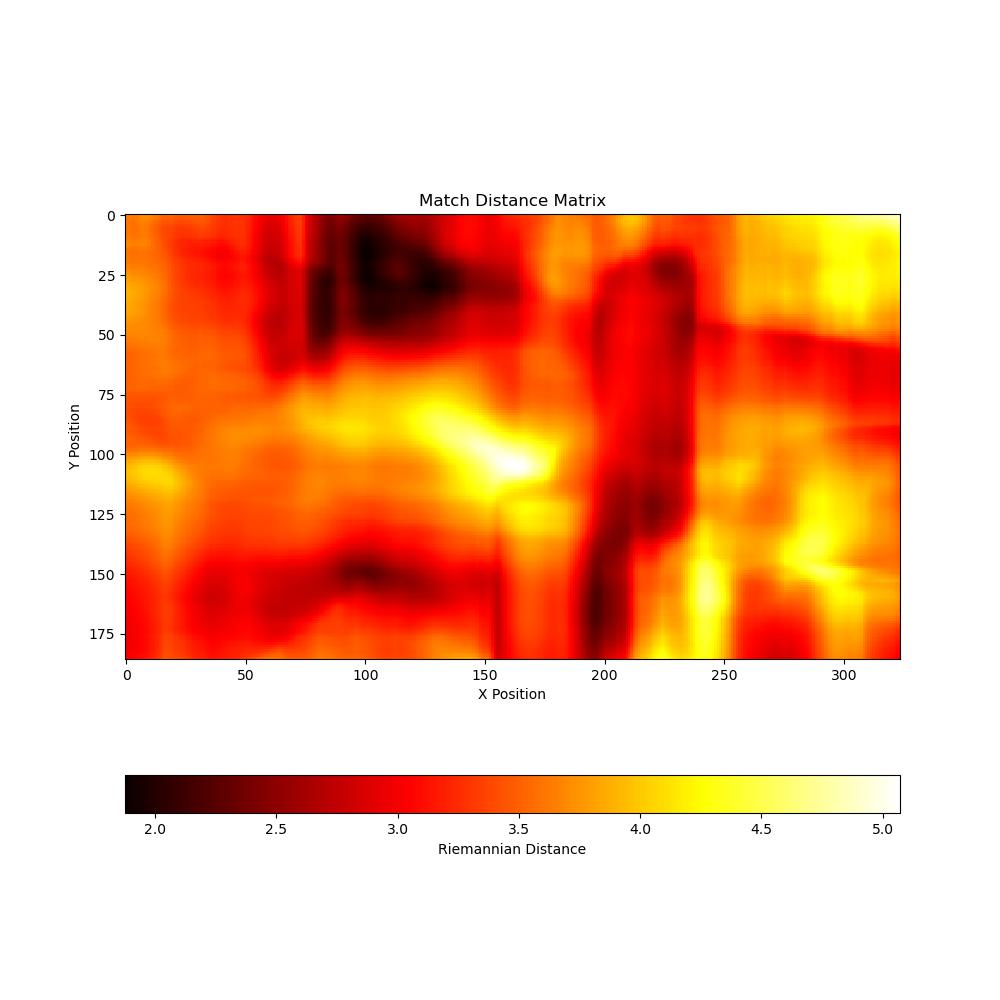 Match Distance Matrix
0
25
50
75
100
125
150
175
Y Position
0 50 100 150 200 250 300
X Position
2.0 2.5 3.0 3.5 4.0 4.5 5.0
Riemannian Distance